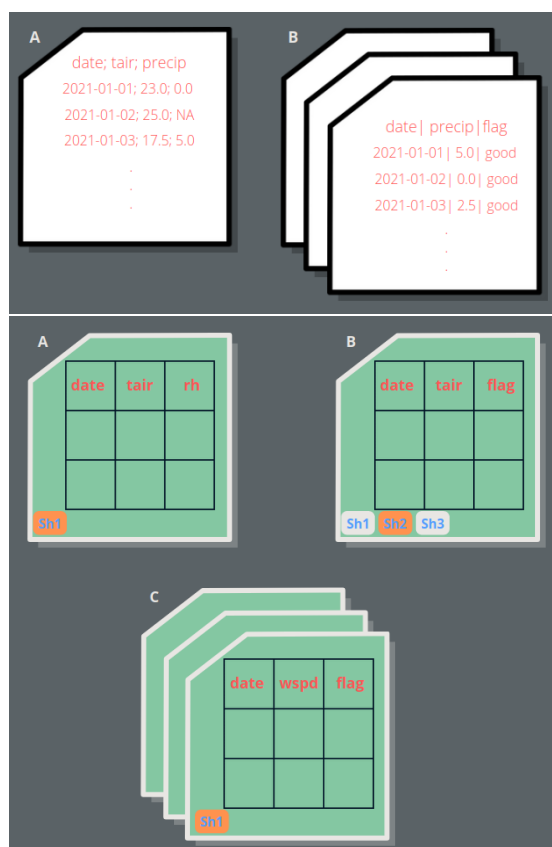 A
date; tair; precip
2021-01-01; 23.0; 0.0
2021-01-02; 25.0; NA
2021-01-03; 17.5; 5.0
.
.
.
B
date| precip|flag
2021-01-01| 5.0| good
2021-01-02| 0.0| good
2021-01-03| 2.5| good
.
.
.
A
date tair rh
Sh1
B
date tair flag
Sh1 Sh2 Sh3
C
date wspd flag
Sh1